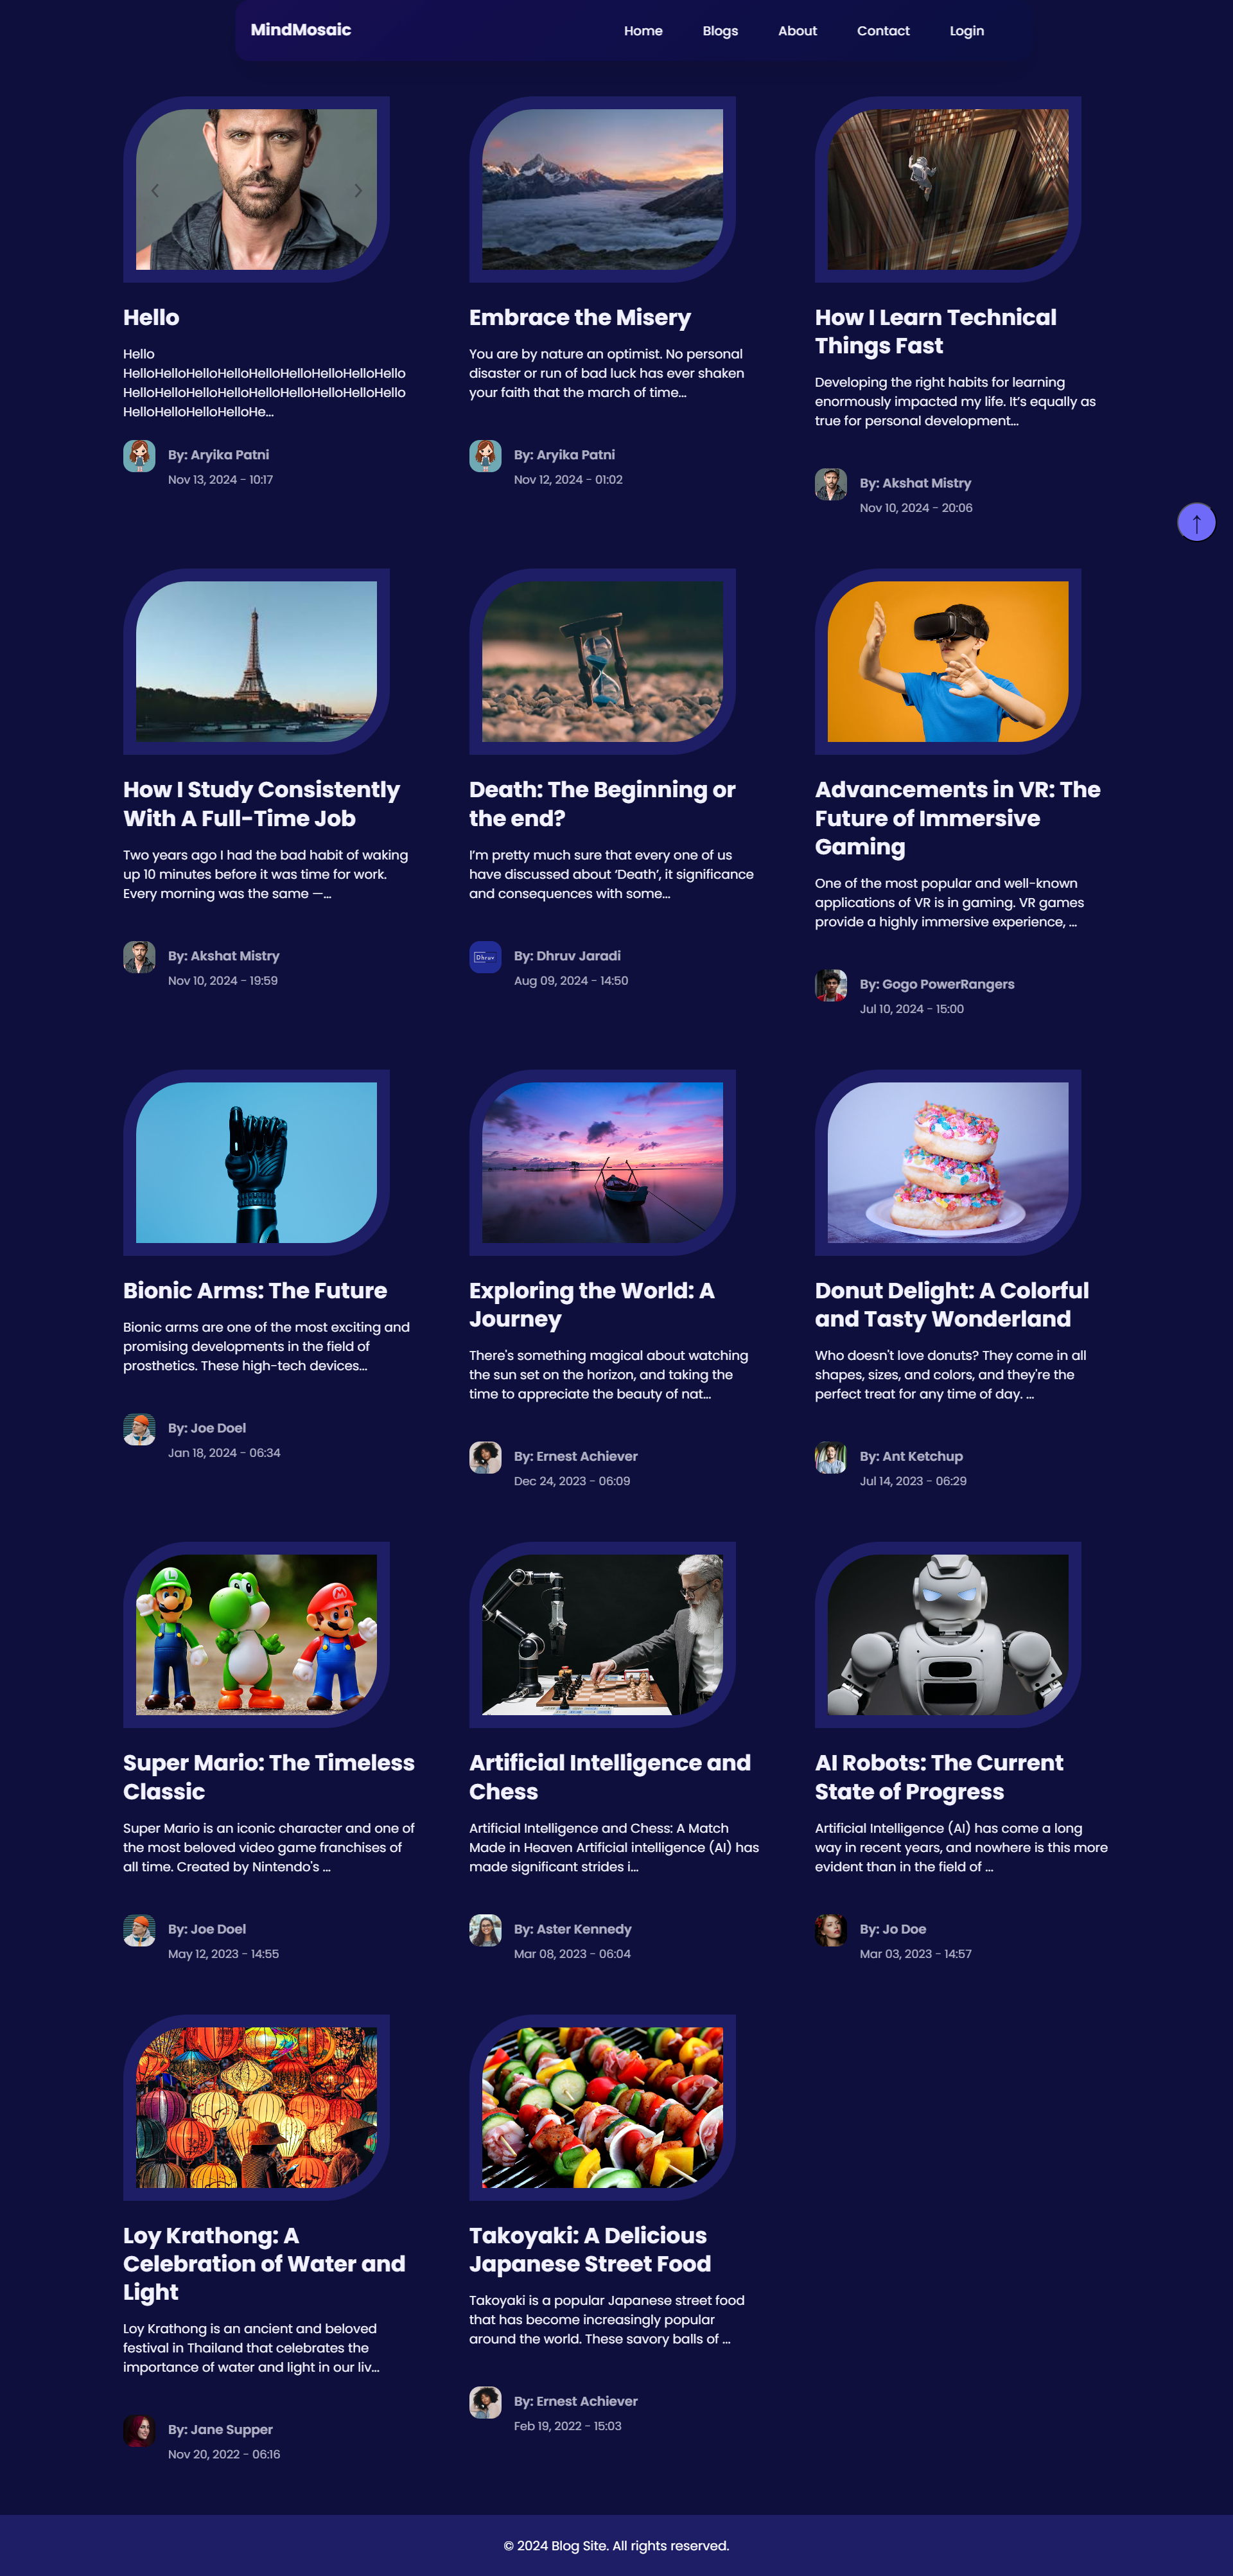 MindMosaic
Home
Blogs
About
Contact
Login
Hello
Hello
HelloHelloHelloHelloHelloHelloHelloHelloHello
HelloHelloHelloHelloHelloHelloHelloHelloHello
HelloHelloHelloHelloHe...
By: Aryika Patni
Nov 13, 2024 - 10:17
Embrace the Misery
You are by nature an optimist. No personal
disaster or run of bad luck has ever shaken
your faith that the march of time...
By: Aryika Patni
Nov 12, 2024 - 01:02
How I Learn Technical
Things Fast
Developing the right habits for learning
enormously impacted my life. It’s equally as
true for personal development...
By: Akshat Mistry
Nov 10, 2024 - 20:06
↑
How I Study Consistently
With A Full-Time Job
Two years ago I had the bad habit of waking
up 10 minutes before it was time for work.
Every morning was the same —...
By: Akshat Mistry
Nov 10, 2024 - 19:59
Death: The Beginning or
the end?
I’m pretty much sure that every one of us
have discussed about ‘Death’, it significance
and consequences with some...
Dhruv
By: Dhruv Jaradi
Aug 09, 2024 - 14:50
Advancements in VR: The
Future of Immersive
Gaming
One of the most popular and well-known
applications of VR is in gaming. VR games
provide a highly immersive experience, ...
By: Gogo PowerRangers
Jul 10, 2024 - 15:00
Bionic Arms: The Future
Bionic arms are one of the most exciting and
promising developments in the field of
prosthetics. These high-tech devices...
By: Joe Doel
Jan 18, 2024 - 06:34
Exploring the World: A
Journey
There's something magical about watching
the sun set on the horizon, and taking the
time to appreciate the beauty of nat...
By: Ernest Achiever
Dec 24, 2023 - 06:09
Donut Delight: A Colorful
and Tasty Wonderland
Who doesn't love donuts? They come in all
shapes, sizes, and colors, and they're the
perfect treat for any time of day. ...
By: Ant Ketchup
Jul 14, 2023 - 06:29
L
M
Super Mario: The Timeless
Classic
Super Mario is an iconic character and one of
the most beloved video game franchises of
all time. Created by Nintendo's ...
By: Joe Doel
May 12, 2023 - 14:55
Artificial Intelligence and
Chess
Artificial Intelligence and Chess: A Match
Made in Heaven Artificial intelligence (AI) has
made significant strides i...
By: Aster Kennedy
Mar 08, 2023 - 06:04
AI Robots: The Current
State of Progress
Artificial Intelligence (AI) has come a long
way in recent years, and nowhere is this more
evident than in the field of ...
By: Jo Doe
Mar 03, 2023 - 14:57
Loy Krathong: A
Celebration of Water and
Light
Loy Krathong is an ancient and beloved
festival in Thailand that celebrates the
importance of water and light in our liv...
By: Jane Supper
Nov 20, 2022 - 06:16
Takoyaki: A Delicious
Japanese Street Food
Takoyaki is a popular Japanese street food
that has become increasingly popular
around the world. These savory balls of ...
By: Ernest Achiever
Feb 19, 2022 - 15:03
© 2024 Blog Site. All rights reserved.